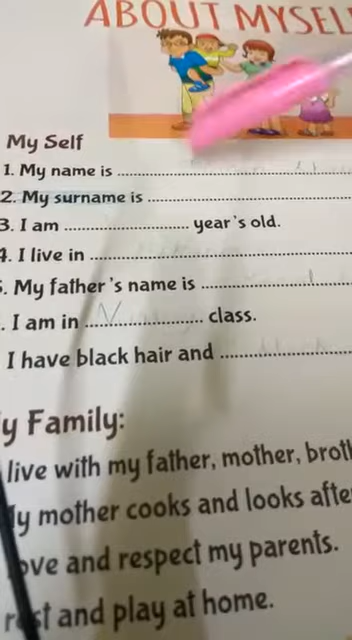 ABOUT MYSEL
My Self
1. My name is ....................
2. My surname is ....................
3. I am .................... year's old.
4. I live in ....................
. My father's name is ....................
. I am in ....V................ class.
I have black hair and ....................
y Family:
live with my father, mother, brot
y mother cooks and looks afte
ove and respect my parents.
rest and play at home.